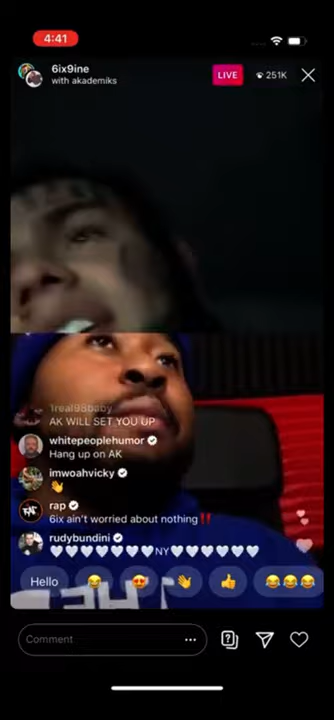 4:41
6ix9ine
with akademiks
LIVE
251K
1real98baby
AK WILL SET YOU UP
whitepeoplehumor
Hang up on AK
imwoahvicky
👋
rap
6ix ain't worried about nothing‼️
rudybundini
🤍🤍🤍🤍🤍🤍🤍NY🤍🤍🤍🤍🤍🤍🤍
Hello 😂 😍 👋 👍 😂😂😂
Comment